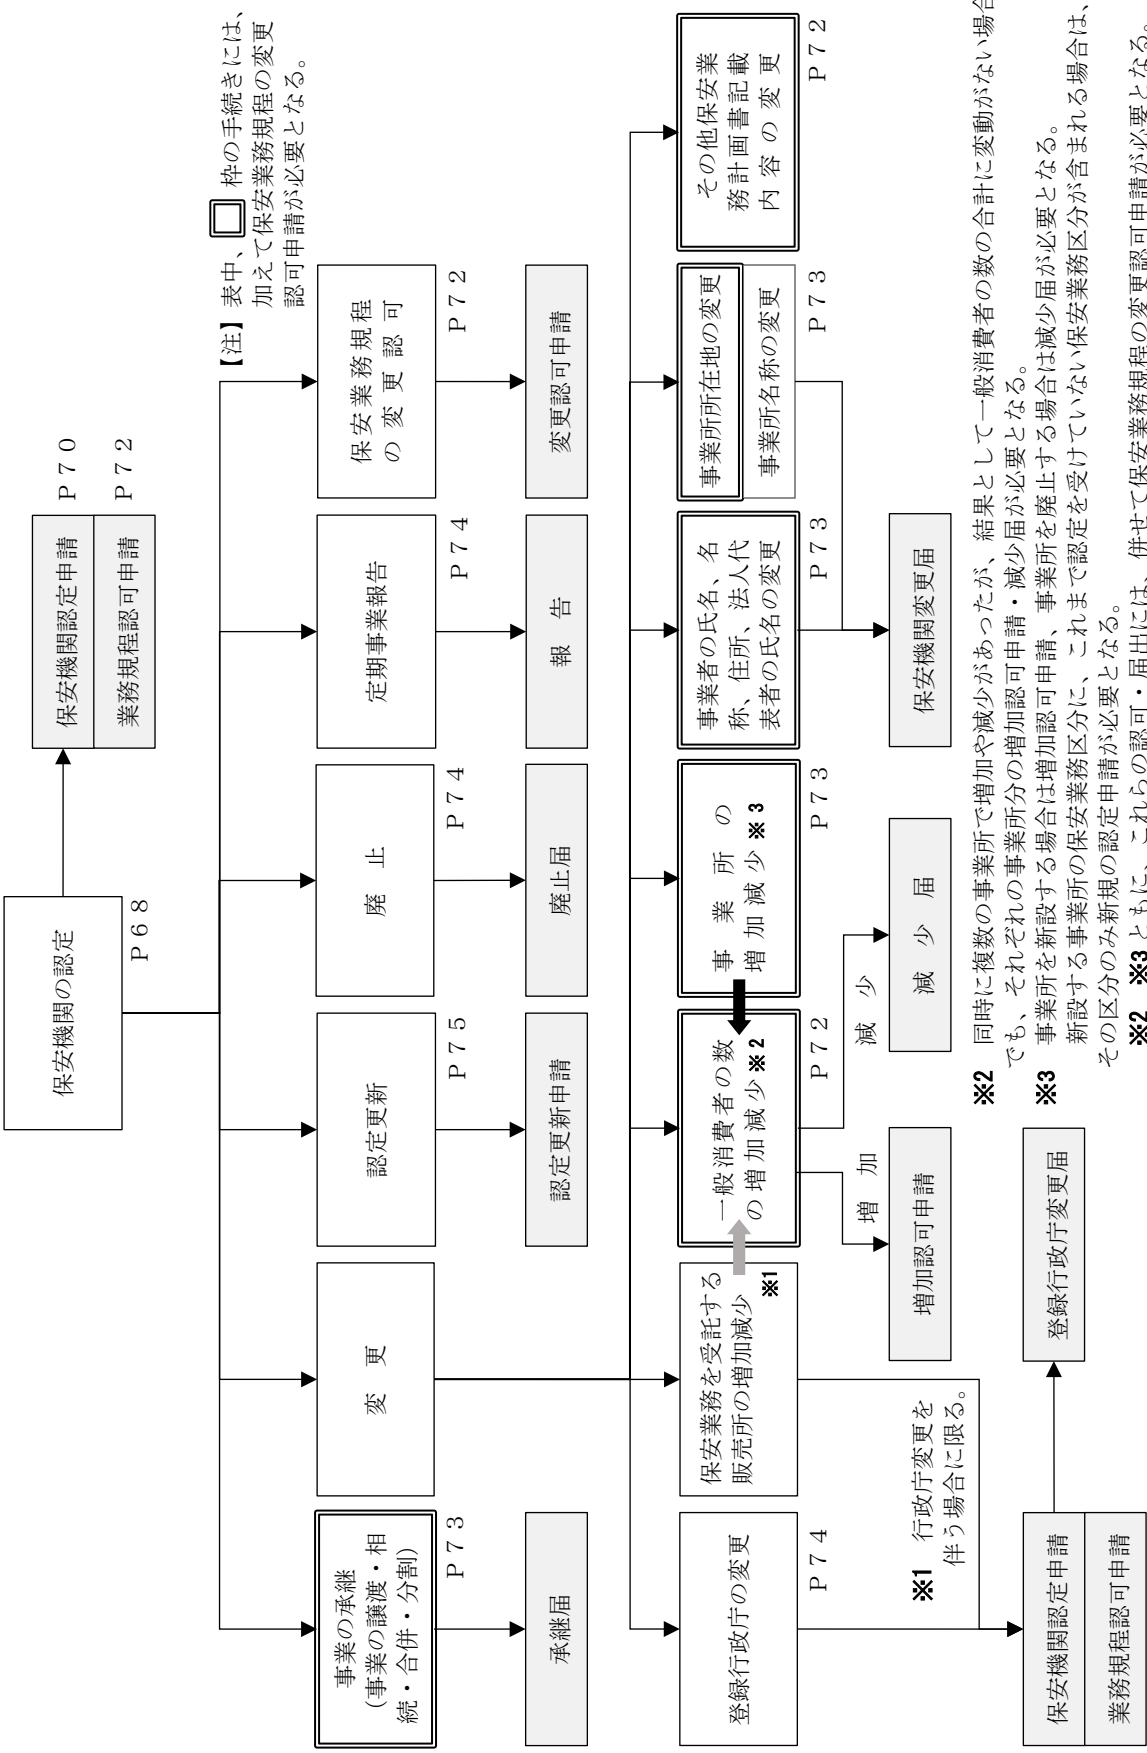 保安機関の認定
P68
保安機関認定申請
P70
業務規程認可申請
P72
【注】 表中、 枠の手続きには、
加えて保安業務規程の変更
認可申請が必要となる。
事業の承継
(事業の譲渡・相
続・合併・分割)
P73
承継届
変 更
認定更新
P75
認定更新申請
廃 止
P74
廃止届
定期事業報告
P74
報 告
保安業務規程
の変更認可
P72
変更認可申請
登録行政庁の変更
P74
保安業務を受託する
販売所の増加減少
※1
一般消費者の数
の増加減少※2
P72
事業所の
増加減少※3
P73
事業者の氏名、名
称、住所、法人代
表者の氏名の変更
P73
事業所所在地の変更
事業所名称の変更
P73
その他保安業
務計画書記載
内容の変更
P72
※1 行政庁変更を
伴う場合に限る。
増 加
減 少
増加認可申請
減 少 届
保安機関変更届
保安機関認定申請
業務規程認可申請
登録行政庁変更届
※2 同時に複数の事業所で増加や減少があったが、結果として一般消費者の数の合計に変動がない場合
でも、それぞれの事業所分の増加認可申請・減少届が必要となる。
※3 事業所を新設する場合は増加認可申請、事業所を廃止する場合は減少届が必要となる。
新設する事業所の保安業務区分に、これまで認定を受けていない保安業務区分が含まれる場合は、
その区分のみ新規の認定申請が必要となる。
※2 ※3ともに、これらの認可・届出には、併せて保安業務規程の変更認可申請が必要となる。